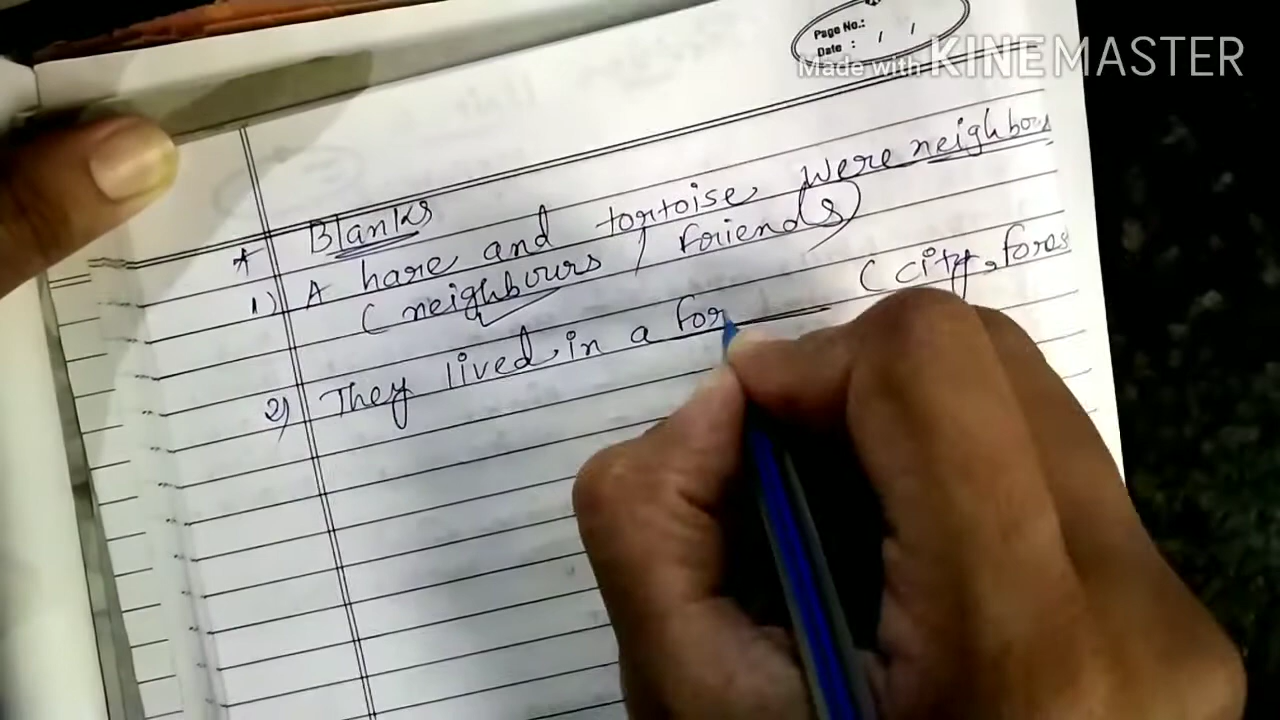 Page No.:
Date : / /
Made with KINEMASTER
* Blanks
1) A hare and tortoise were neighbours
( neighbours / friends )
2) They lived in a for ( city, fores